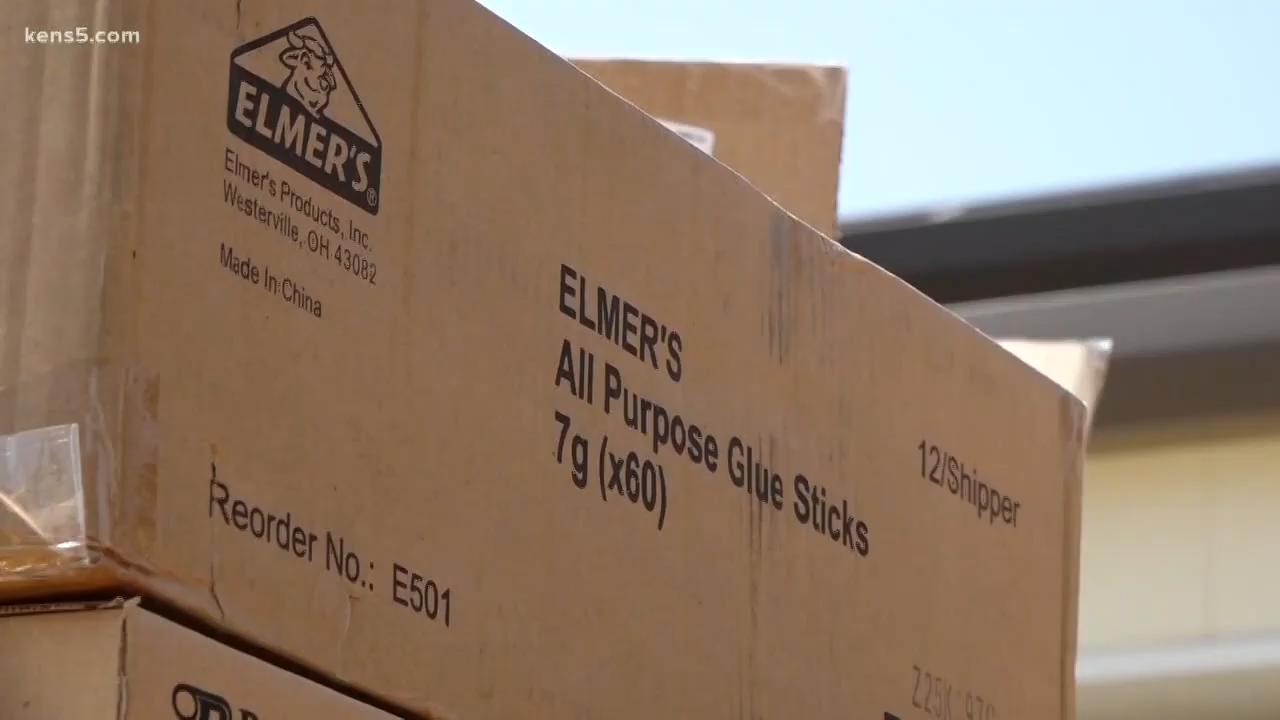 kens5.com
ELMER'S®
Elmer's Products, Inc.
Westerville, OH 43082
Made In China
ELMER'S
All Purpose Glue Sticks
7g (x60)
12/Shipper
Reorder No.: E501